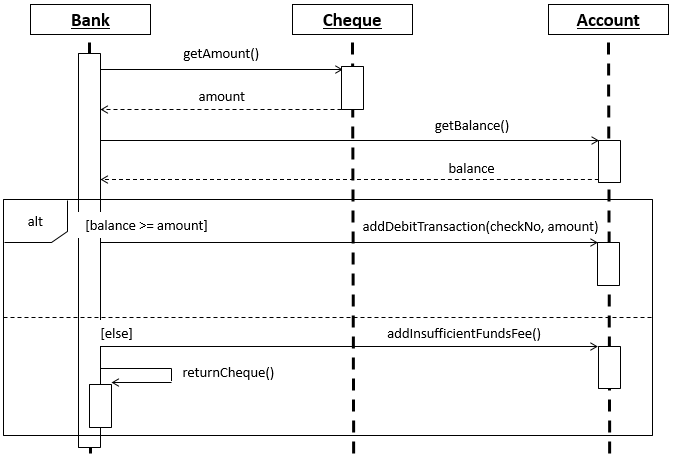 Bank
Cheque
Account
getAmount()
amount
getBalance()
balance
alt
[balance >= amount]
addDebitTransaction(checkNo, amount)
[else]
addInsufficientFundsFee()
returnCheque()